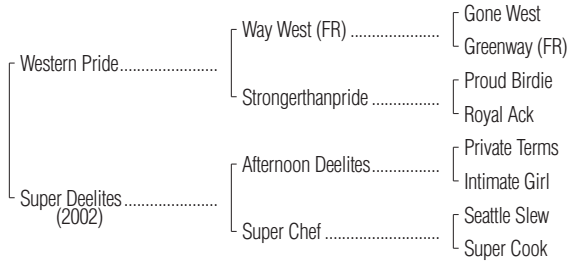 Gone West
Way West (FR) ....................
Greenway (FR)
Western Pride......................
Proud Birdie
Strongerthanpride ...............
Royal Ack
Private Terms
Afternoon Deelites...............
Intimate Girl
Super Deelites.....................
(2002)
Seattle Slew
Super Chef ..........................
Super Cook